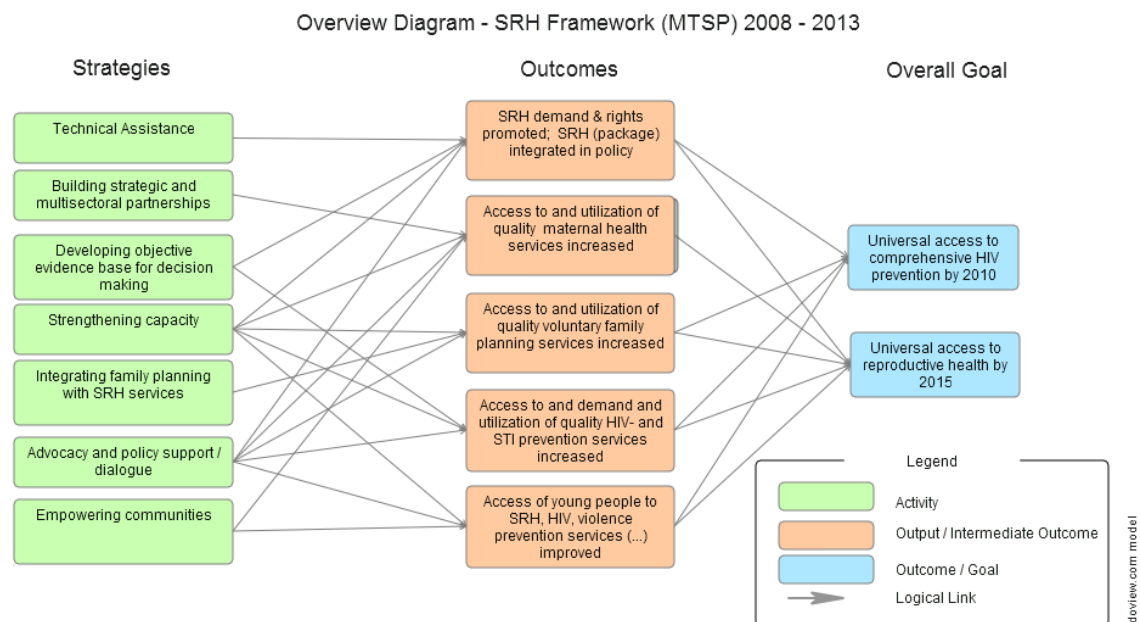 Overview Diagram - SRH Framework (MTSP) 2008 - 2013
Strategies
Outcomes
Overall Goal
Technical Assistance
Building strategic and
multisectoral partnerships
Developing objective
evidence base for decision
making
Strengthening capacity
Integrating family planning
with SRH services
Advocacy and policy support /
dialogue
Empowering communities
SRH demand & rights
promoted; SRH (package)
integrated in policy
Access to and utilization of
quality maternal health
services increased
Access to and utilization of
quality voluntary family
planning services increased
Access to and demand and
utilization of quality HIV- and
STI prevention services
increased
Access of young people to
SRH, HIV, violence
prevention services (...)
improved
Universal access to
comprehensive HIV
prevention by 2010
Universal access to
reproductive health by
2015
Legend
Activity
Output / Intermediate Outcome
Outcome / Goal
Logical Link
doview.com model